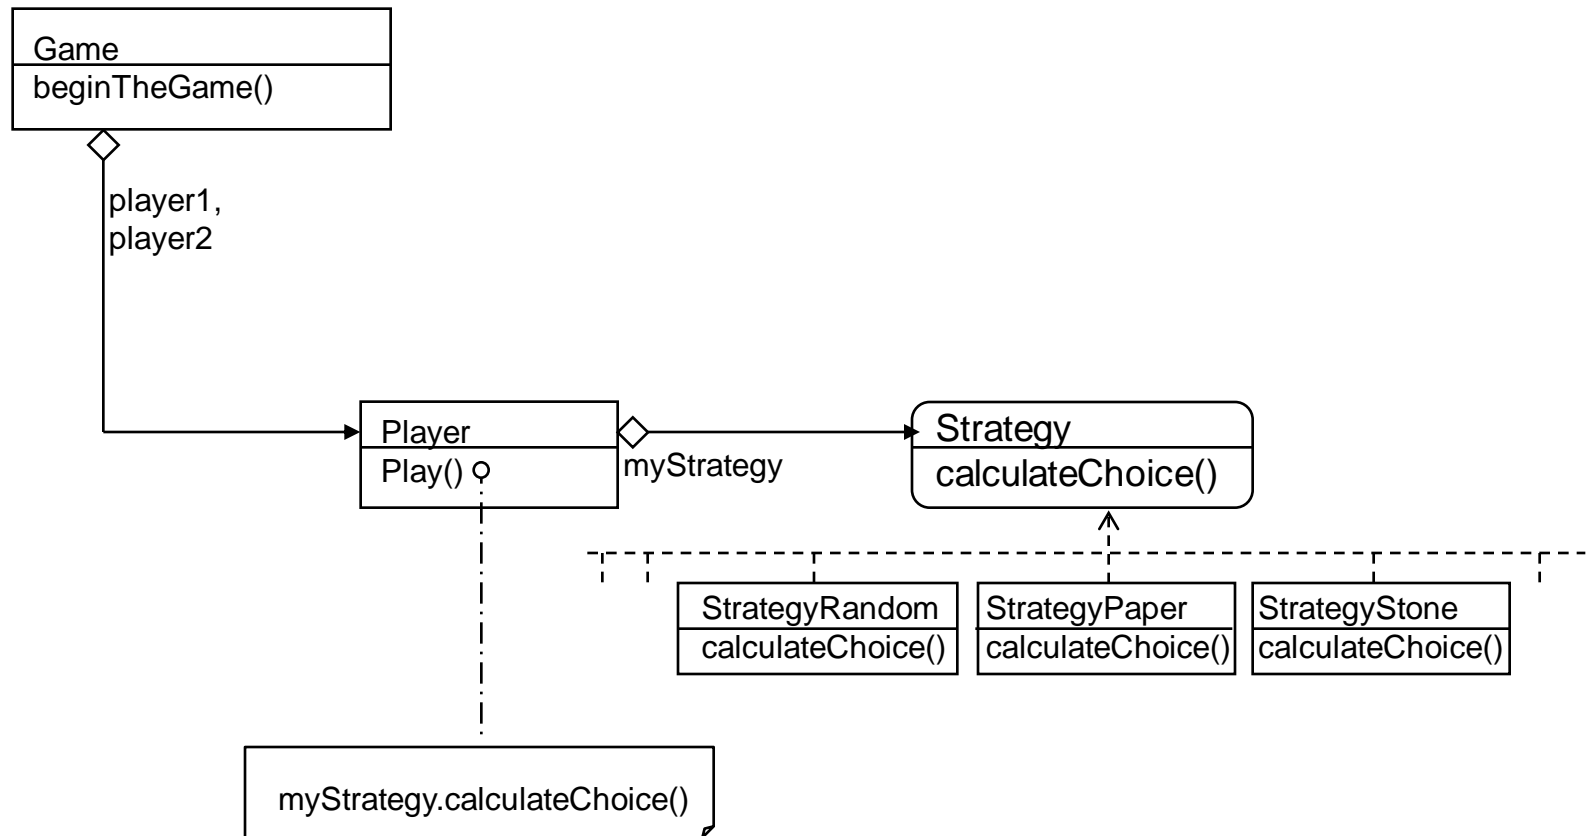 Game
beginTheGame()
player1,
player2
Player
Play()
myStrategy
Strategy
calculateChoice()
StrategyRandom
calculateChoice()
StrategyPaper
calculateChoice()
StrategyStone
calculateChoice()
myStrategy.calculateChoice()